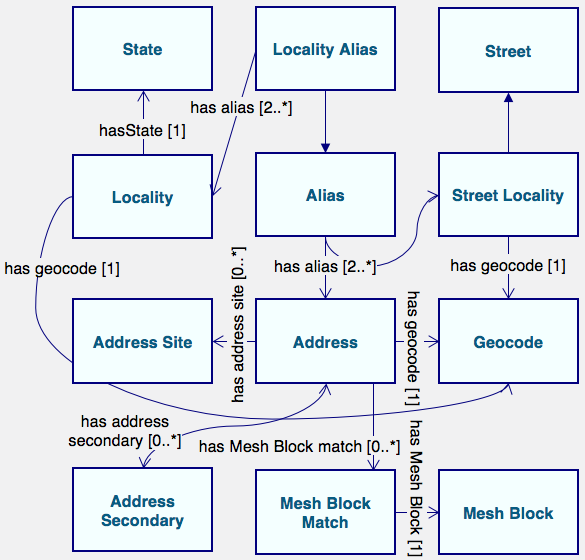 State
Locality Alias
Street
has alias [2..*]
hasState [1]
Locality
Alias
Street Locality
has geocode [1]
has alias [2..*]
has geocode [1]
has address site [0..*]
Address Site
Address
has geocode [1]
Geocode
has address
secondary [0..*]
has Mesh Block match [0..*]
has Mesh Block [1]
Address
Secondary
Mesh Block
Match
Mesh Block